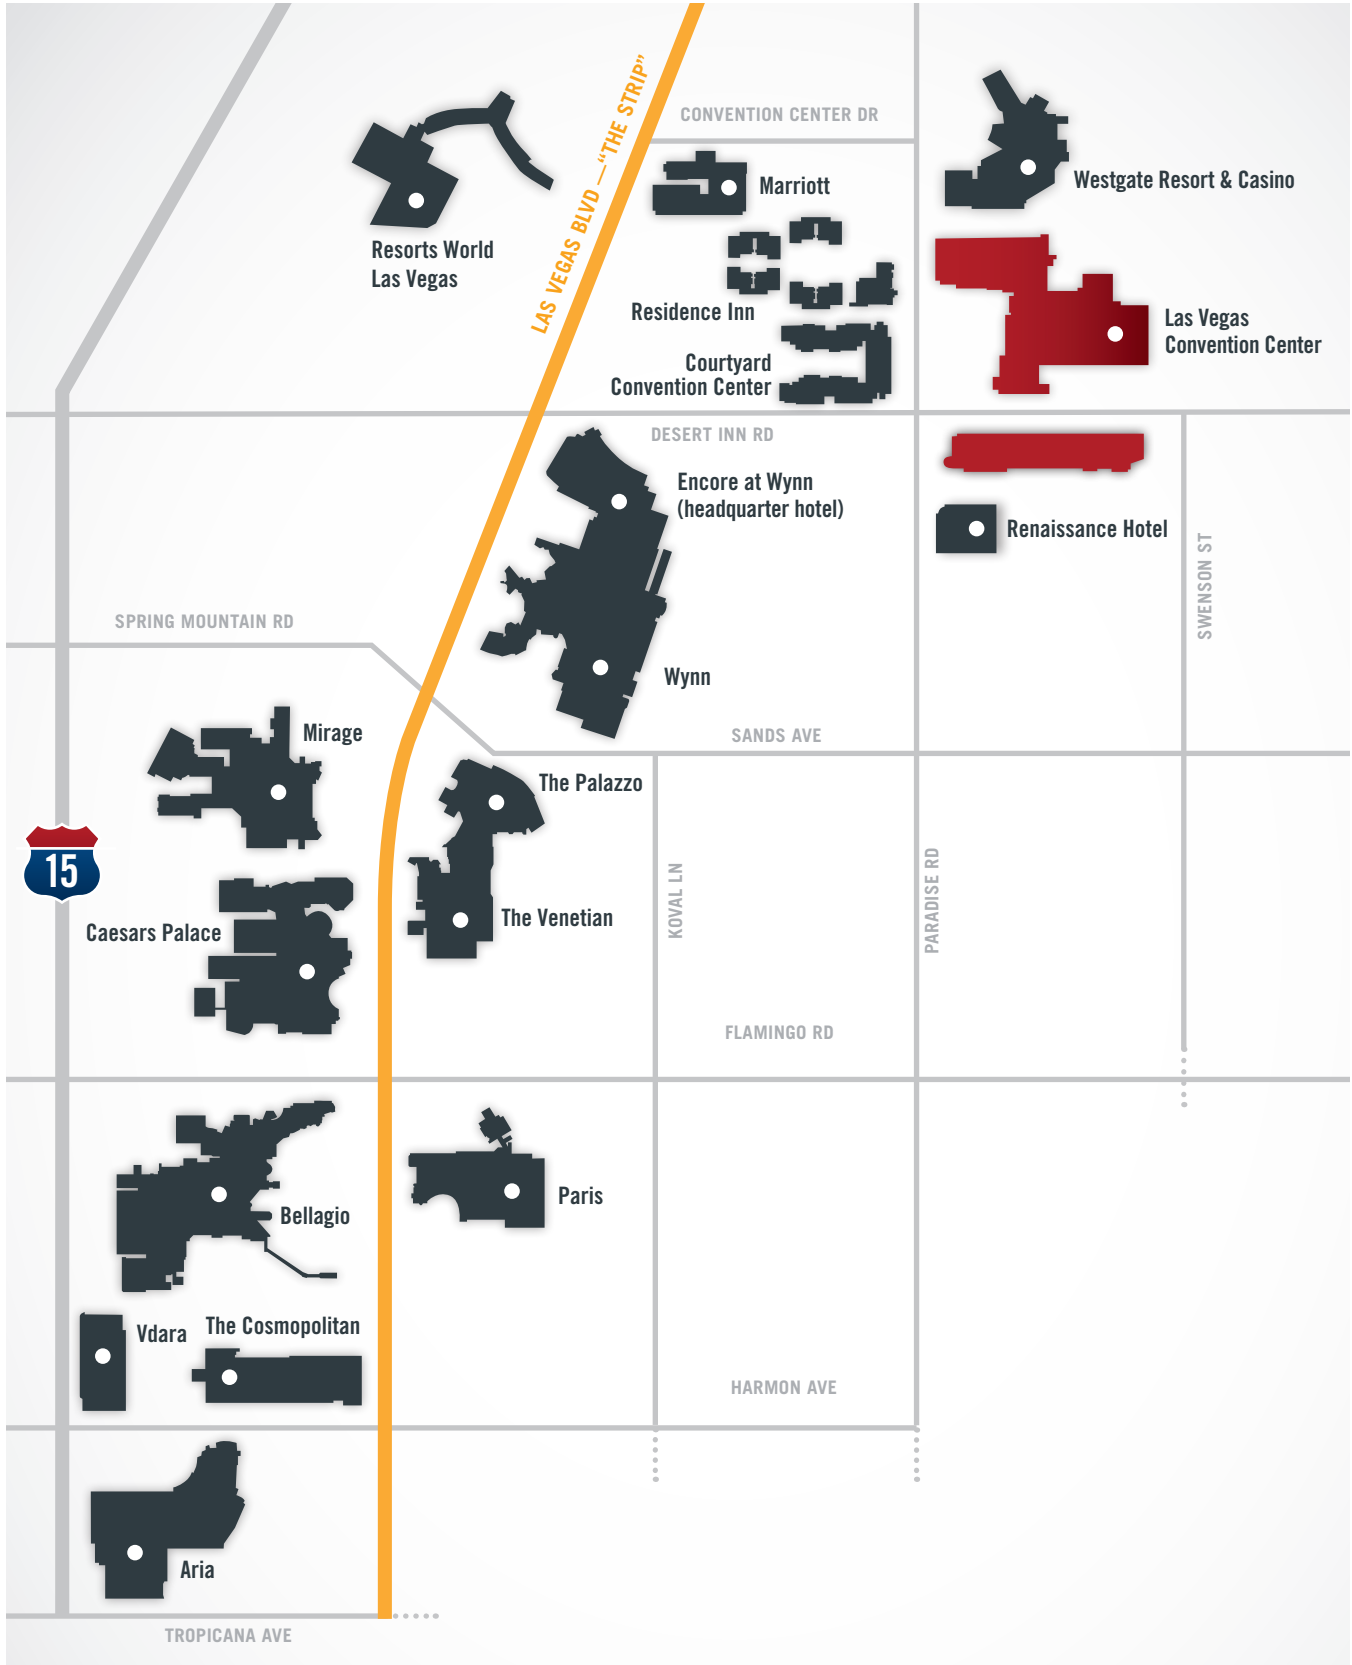 CONVENTION CENTER DR
LAS VEGAS BLVD —“THE STRIP”
Marriott
Westgate Resort & Casino
Resorts World
Las Vegas
Residence Inn
Las Vegas
Convention Center
Courtyard
Convention Center
DESERT INN RD
Encore at Wynn
(headquarter hotel)
Renaissance Hotel
SWENSON ST
SPRING MOUNTAIN RD
Wynn
Mirage
SANDS AVE
The Palazzo
15
KOVAL LN
PARADISE RD
Caesars Palace
The Venetian
FLAMINGO RD
Bellagio
Paris
Vdara
The Cosmopolitan
HARMON AVE
Aria
TROPICANA AVE